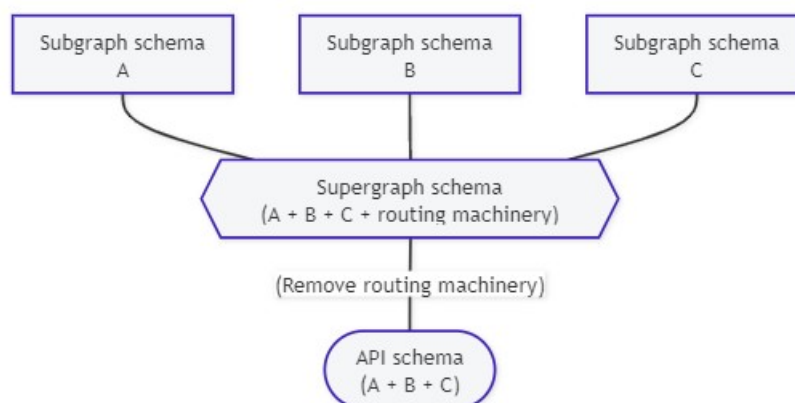 Subgraph schema
A
Subgraph schema
B
Subgraph schema
C
Supergraph schema
(A + B + C + routing machinery)
(Remove routing machinery)
API schema
(A + B + C)